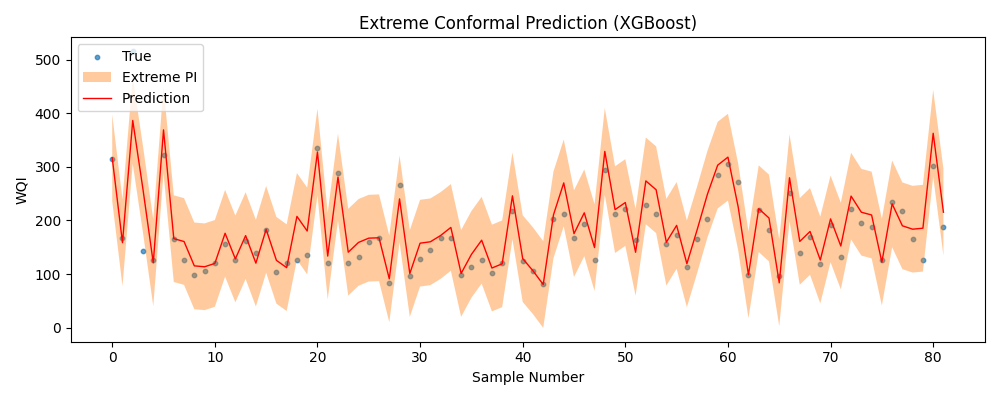 Extreme Conformal Prediction (XGBoost)
True
Extreme PI
Prediction
WQI
500
400
300
200
100
0
0 10 20 30 40 50 60 70 80
Sample Number